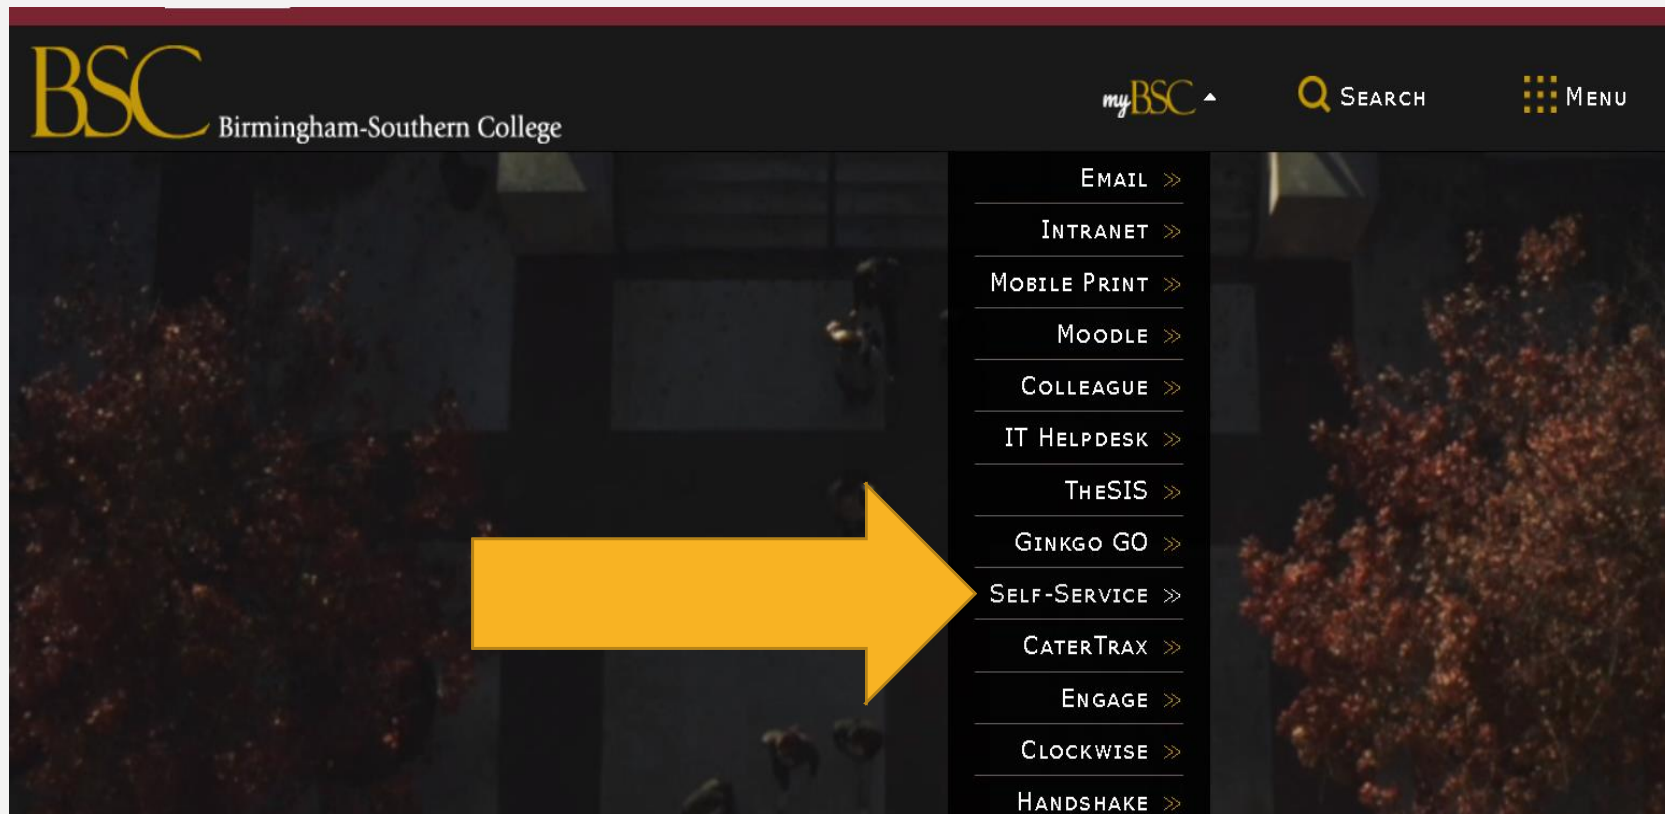 BSC
Birmingham-Southern College
myBSC
SEARCH
MENU
EMAIL »
INTRANET »
MOBILE PRINT »
MOODLE »
COLLEAGUE »
IT HELPDESK »
THESIS »
GINKGO GO »
SELF-SERVICE »
CATERTRAX »
ENGAGE »
CLOCKWISE »
HANDSHAKE »